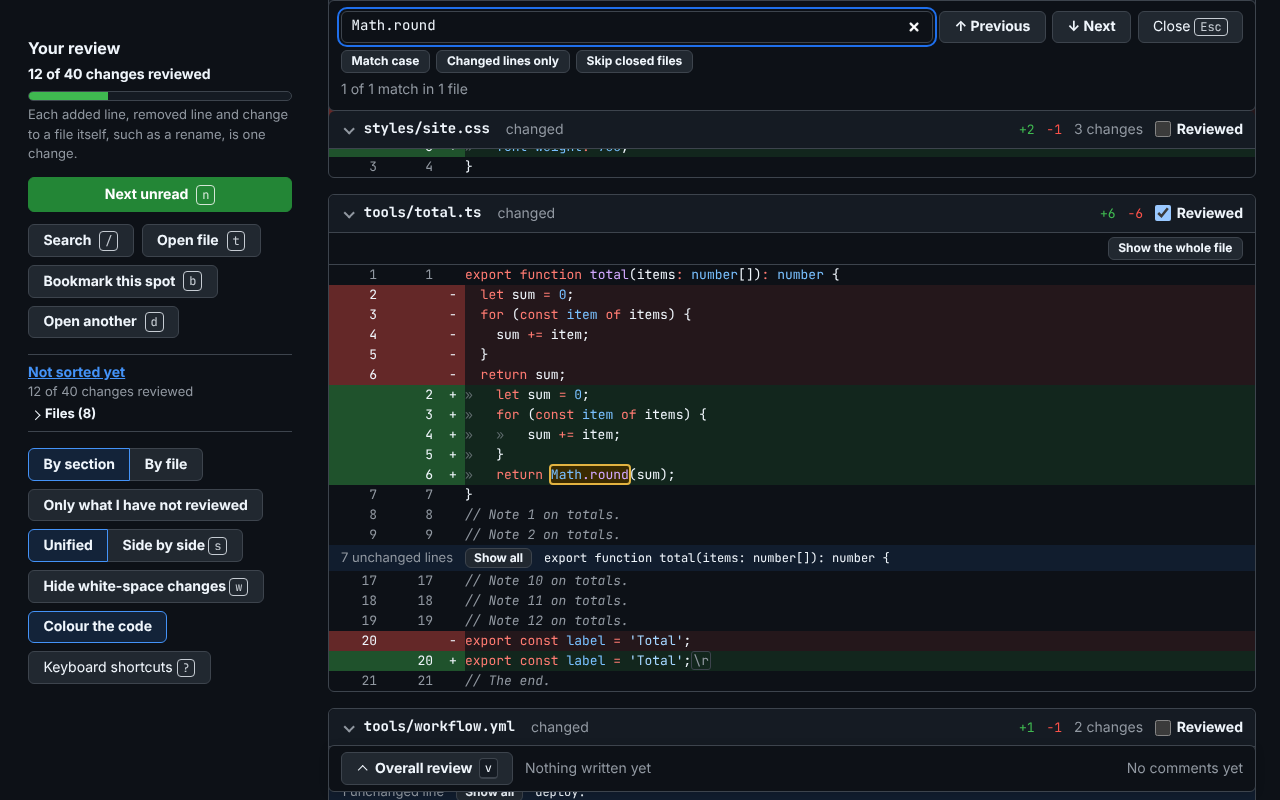 Your review
12 of 40 changes reviewed
Each added line, removed line and change
to a file itself, such as a rename, is one
change.
Next unread n
Search / Open file t
Bookmark this spot b
Open another d
Not sorted yet
12 of 40 changes reviewed
Files (8)
By section By file
Only what I have not reviewed
Unified Side by side s
Hide white-space changes w
Colour the code
Keyboard shortcuts ?
Math.round × ↑ Previous ↓ Next Close Esc
Match case Changed lines only Skip closed files
1 of 1 match in 1 file
styles/site.css changed +2 -1 3 changes Reviewed
3 4 }
tools/total.ts changed +6 -6 Reviewed
Show the whole file
1 1 export function total(items: number[]): number {
2 - let sum = 0;
3 - for (const item of items) {
4 - sum += item;
5 - }
6 - return sum;
2 + » let sum = 0;
3 + » for (const item of items) {
4 + » » sum += item;
5 + » }
6 + » return Math.round(sum);
7 7 }
8 8 // Note 1 on totals.
9 9 // Note 2 on totals.
7 unchanged lines Show all export function total(items: number[]): number {
17 17 // Note 10 on totals.
18 18 // Note 11 on totals.
19 19 // Note 12 on totals.
20 - export const label = 'Total';
20 + export const label = 'Total';\r
21 21 // The end.
tools/workflow.yml changed +1 -1 2 changes Reviewed
Overall review v Nothing written yet No comments yet
unchanged line Show all deploy: